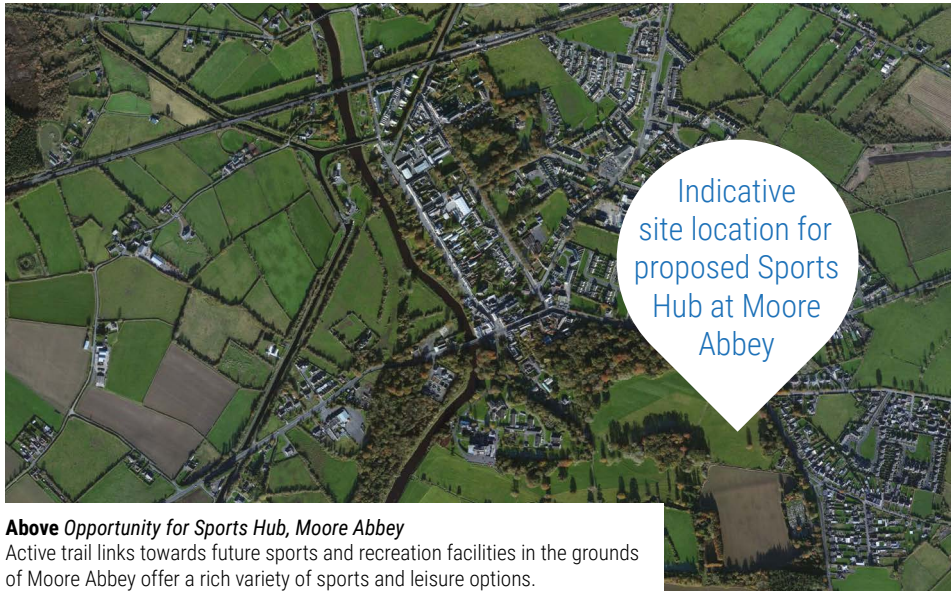 Indicative
site location for
proposed Sports
Hub at Moore
Abbey
Above Opportunity for Sports Hub, Moore Abbey
Active trail links towards future sports and recreation facilities in the grounds
of Moore Abbey offer a rich variety of sports and leisure options.